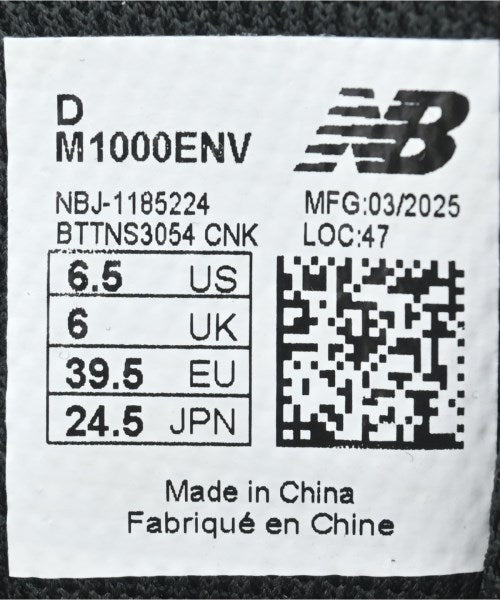 D
M1000ENV
NB
NBJ-1185224
BTTNS3054 CNK
MFG:03/2025
LOC:47
6.5 US
6 UK
39.5 EU
24.5 JPN
Made in China
Fabriqué en Chine